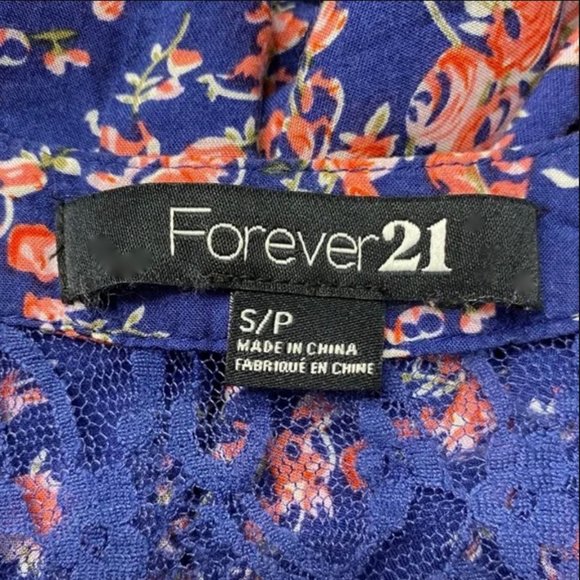 Forever21
S/P
MADE IN CHINA
FABRIQUÉ EN CHINE